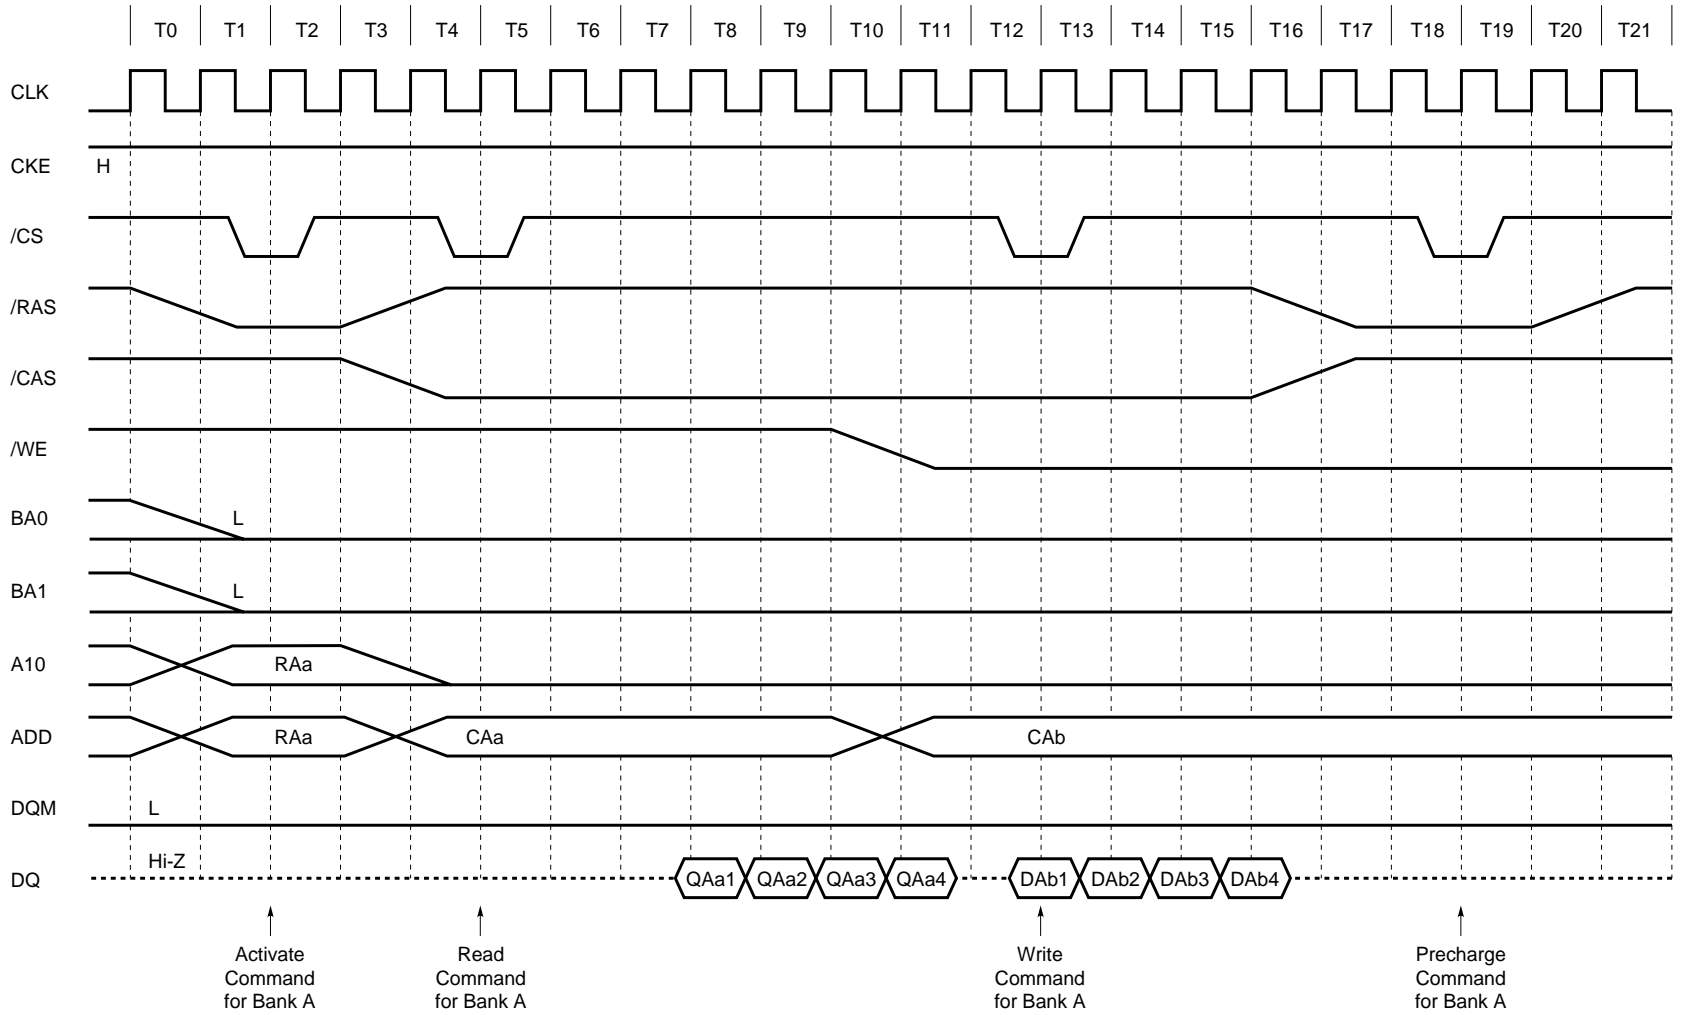 T0 T1 T2 T3 T4 T5 T6 T7 T8 T9 T10 T11 T12 T13 T14 T15 T16 T17 T18 T19 T20 T21
CLK
CKE H
/CS
/RAS
/CAS
/WE
BA0 L
BA1 L
A10 RAa
ADD RAa CAa CAb
DQM L
Hi-Z
DQ QAa1 QAa2 QAa3 QAa4 DAb1 DAb2 DAb3 DAb4
Activate Read Write Precharge
Command Command Command Command
for Bank A for Bank A for Bank A for Bank A